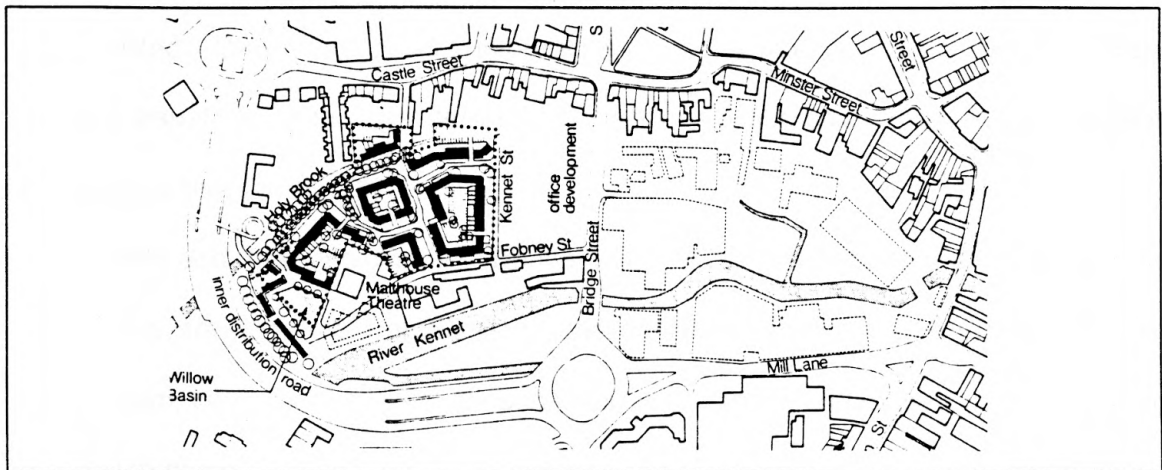 S
Castle Street
Street
Minster Street
Holy Brook
Kennet St
office
development
Fobney St
Bridge Street
Malthouse
Theatre
River Kennet
inner distribution road
Mill Lane
Willow
Basin
St